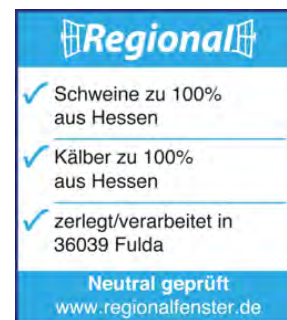 Regional
Schweine zu 100%
aus Hessen
Kälber zu 100%
aus Hessen
zerlegt/verarbeitet in
36039 Fulda
Neutral geprüft
www.regionalfenster.de